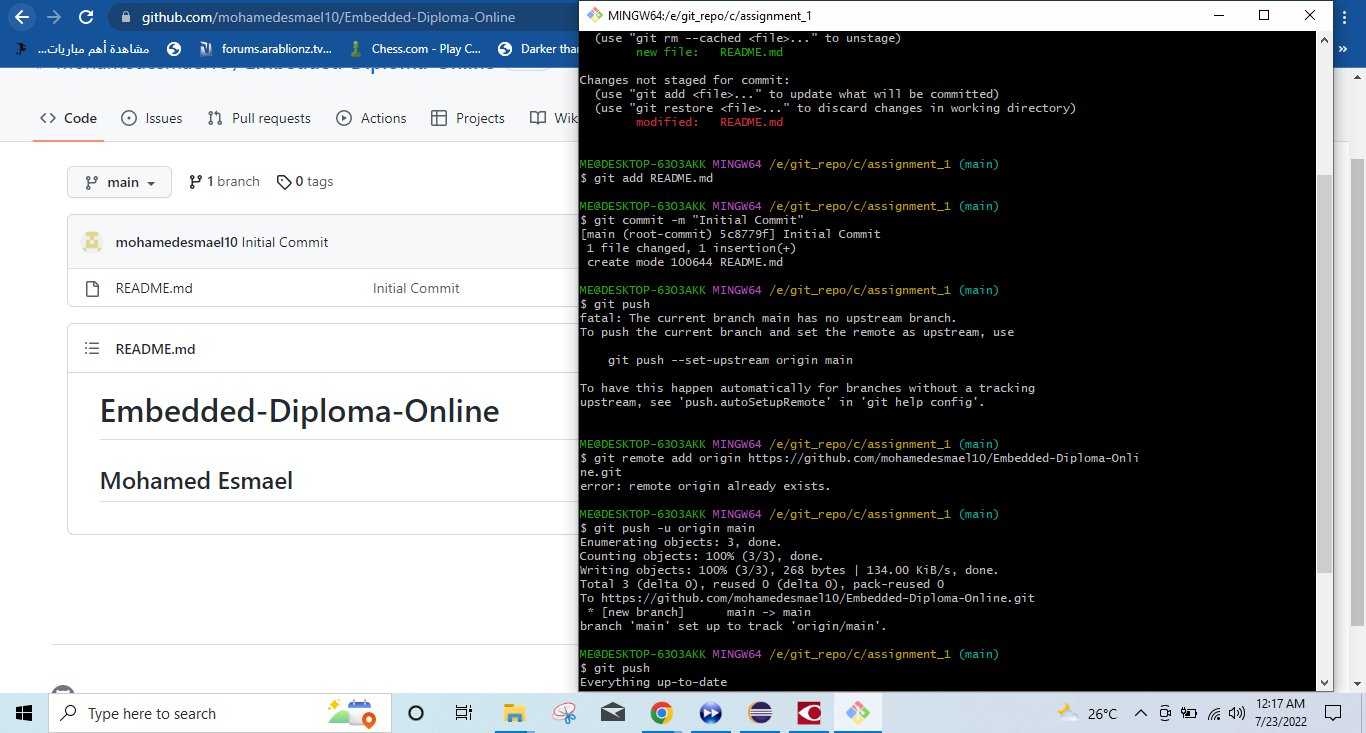 github.com/mohamedesmael10/Embedded-Diploma-Online
مشاهدة أهم مباريات...
forums.arablionz.tv...
Chess.com - Play C...
Darker than
»
Code
Issues
Pull requests
Actions
Projects
Wik
main
1 branch
0 tags
mohamedesmael10 Initial Commit
README.md Initial Commit
README.md
Embedded-Diploma-Online
Mohamed Esmael
MINGW64:/e/git_repo/c/assignment_1
(use "git rm --cached <file>..." to unstage)
new file:   README.md
Changes not staged for commit:
(use "git add <file>..." to update what will be committed)
(use "git restore <file>..." to discard changes in working directory)
modified:   README.md
ME@DESKTOP-63O3AKK MINGW64 /e/git_repo/c/assignment_1 (main)
$ git add README.md
ME@DESKTOP-63O3AKK MINGW64 /e/git_repo/c/assignment_1 (main)
$ git commit -m "Initial Commit"
[main (root-commit) 5c8779f] Initial Commit
1 file changed, 1 insertion(+)
create mode 100644 README.md
ME@DESKTOP-63O3AKK MINGW64 /e/git_repo/c/assignment_1 (main)
$ git push
fatal: The current branch main has no upstream branch.
To push the current branch and set the remote as upstream, use
git push --set-upstream origin main
To have this happen automatically for branches without a tracking
upstream, see 'push.autoSetupRemote' in 'git help config'.
ME@DESKTOP-63O3AKK MINGW64 /e/git_repo/c/assignment_1 (main)
$ git remote add origin https://github.com/mohamedesmael10/Embedded-Diploma-Onli
ne.git
error: remote origin already exists.
ME@DESKTOP-63O3AKK MINGW64 /e/git_repo/c/assignment_1 (main)
$ git push -u origin main
Enumerating objects: 3, done.
Counting objects: 100% (3/3), done.
Writing objects: 100% (3/3), 268 bytes | 134.00 KiB/s, done.
Total 3 (delta 0), reused 0 (delta 0), pack-reused 0
To https://github.com/mohamedesmael10/Embedded-Diploma-Online.git
* [new branch]      main -> main
branch 'main' set up to track 'origin/main'.
ME@DESKTOP-63O3AKK MINGW64 /e/git_repo/c/assignment_1 (main)
$ git push
Everything up-to-date
Type here to search
26°C
12:17 AM
7/23/2022